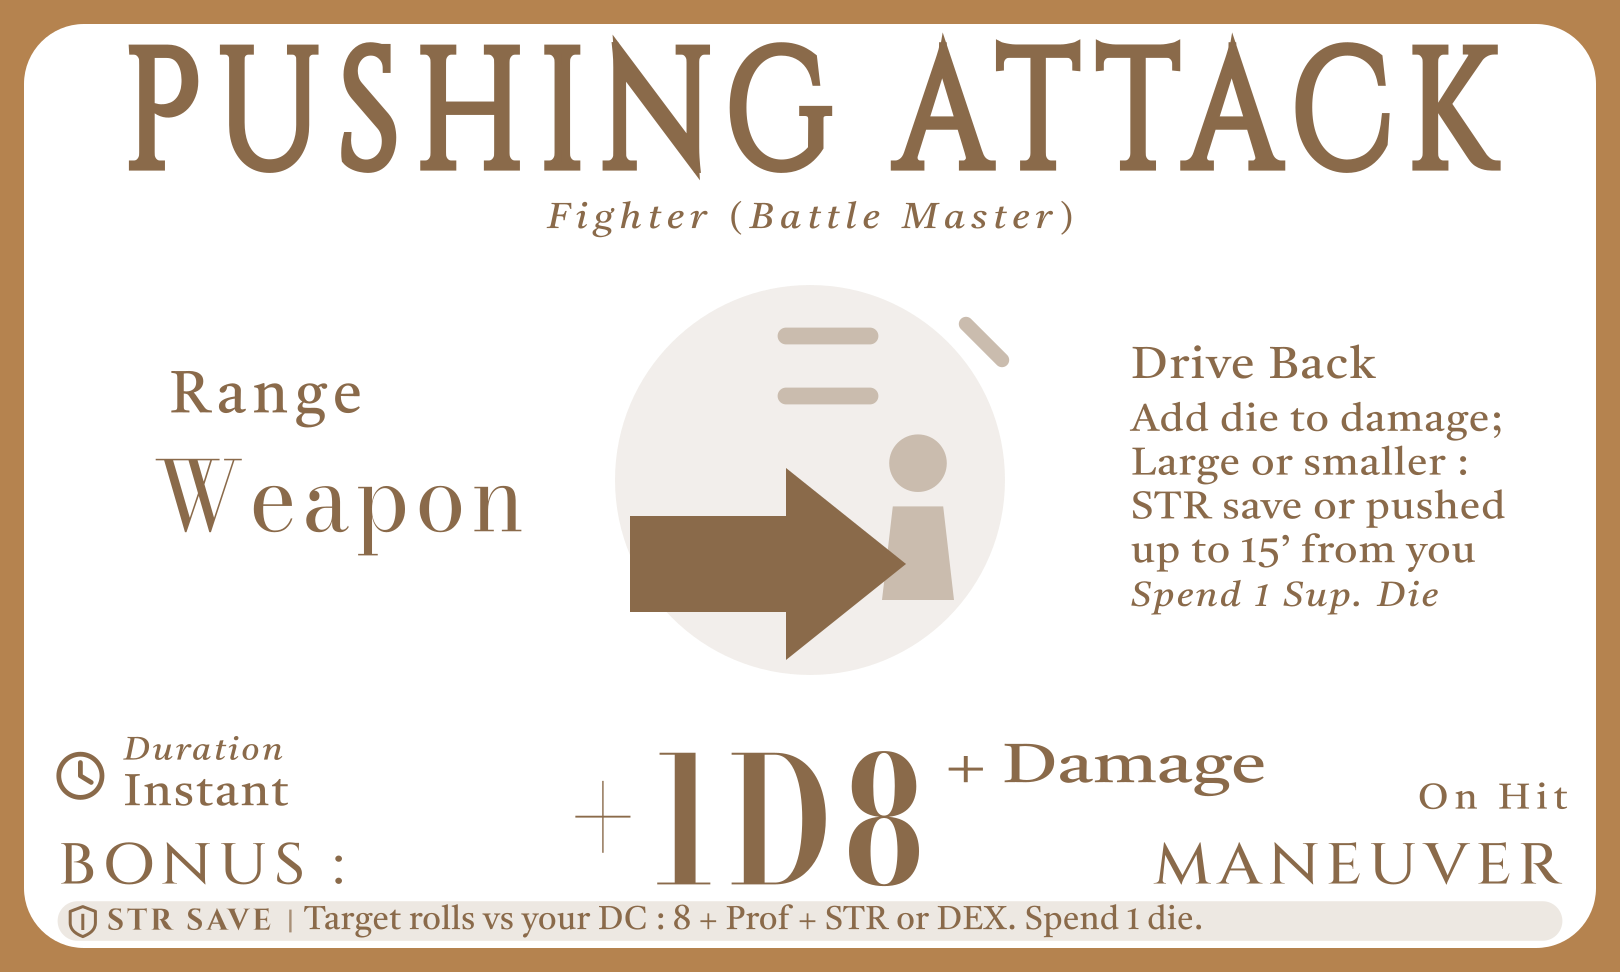 PUSHING ATTACK
Fighter (Battle Master)
Range
Weapon
Drive Back
Add die to damage;
Large or smaller :
STR save or pushed
up to 15’ from you
Spend 1 Sup. Die
Duration
Instant
BONUS :
+ 1D8 + Damage
On Hit
MANEUVER
STR SAVE | Target rolls vs your DC : 8 + Prof + STR or DEX. Spend 1 die.